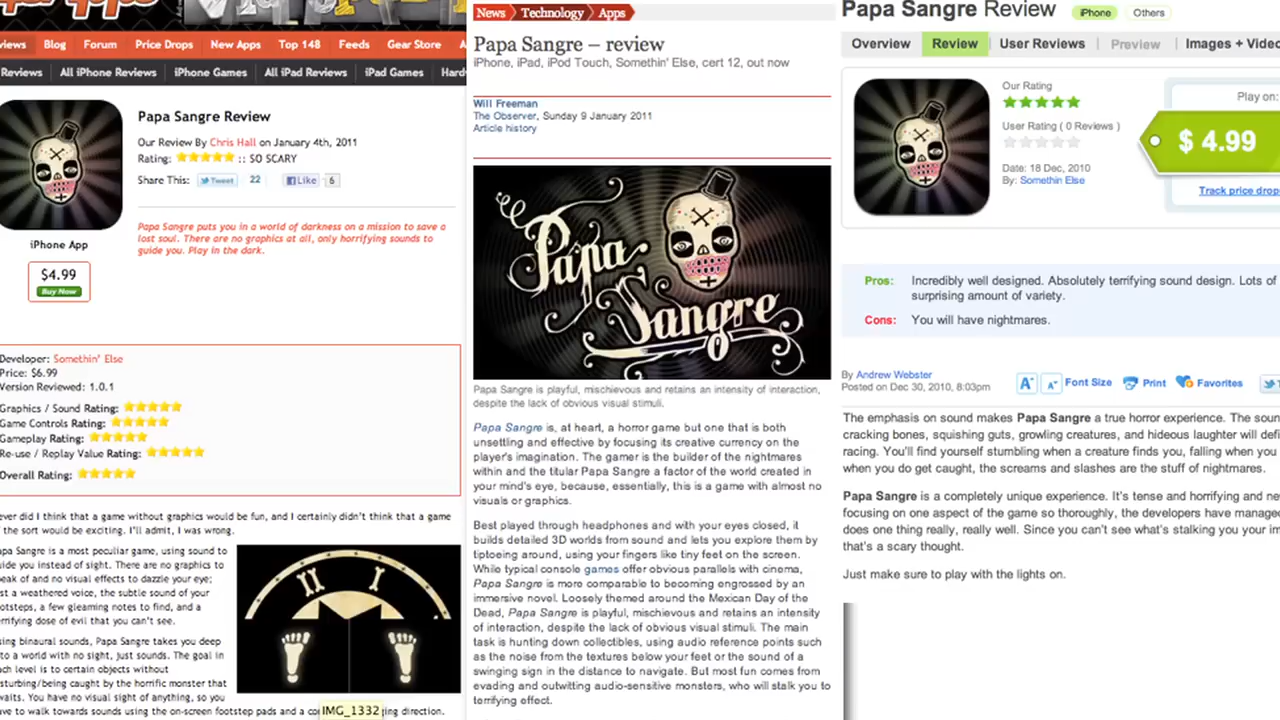 views Blog Forum Price Drops New Apps Top 148 Feeds Gear Store
Reviews All iPhone Reviews iPhone Games All iPad Reviews iPad Games
Papa Sangre Review
Our Review By Chris Hall on January 4th, 2011
Rating: :: SO SCARY
Share This: Tweet 22 Like 6
Papa Sangre puts you in a world of darkness on a mission to save a
lost soul. There are no graphics at all, only horrifying sounds to
guide you. Play in the dark.
iPhone App
$4.99
Buy Now
Developer: Somethin' Else
Price: $6.99
Version Reviewed: 1.0.1
Graphics / Sound Rating:
Game Controls Rating:
Gameplay Rating:
Re-use / Replay Value Rating:
Overall Rating:
ever did I think that a game without graphics would be fun, and I certainly didn't think that a game
of the sort would be exciting. I'll admit, I was wrong.
apa Sangre is a most peculiar game, using sound to
uide you instead of sight. There are no graphics to
eak of and no visual effects to dazzle your eye;
st a weathered voice, the subtle sound of your
otsteps, a few gleaming notes to find, and a
rrifying dose of evil that you can't see.
sing binaural sounds, Papa Sangre takes you deep
to a world with no sight, just sounds. The goal in
ach level is to certain objects without
sturbing/being caught by the horrific monster that
waits. You have no visual sight of anything, so you
ave to walk towards sounds using the on-screen footstep pads and a co
IMG_1332
ging direction.
News Technology Apps
Papa Sangre – review
iPhone, iPad, iPod Touch, Somethin' Else, cert 12, out now
Will Freeman
The Observer, Sunday 9 January 2011
Article history
Papa
Sangre
Papa Sangre is playful, mischievous and retains an intensity of interaction,
despite the lack of obvious visual stimuli.
Papa Sangre is, at heart, a horror game but one that is both
unsettling and effective by focusing its creative currency on the
player's imagination. The gamer is the builder of the nightmares
within and the titular Papa Sangre a factor of the world created in
your mind's eye, because, essentially, this is a game with almost no
visuals or graphics.
Best played through headphones and with your eyes closed, it
builds detailed 3D worlds from sound and lets you explore them by
tiptoeing around, using your fingers like tiny feet on the screen.
While typical console games offer obvious parallels with cinema,
Papa Sangre is more comparable to becoming engrossed by an
immersive novel. Loosely themed around the Mexican Day of the
Dead, Papa Sangre is playful, mischievous and retains an intensity
of interaction, despite the lack of obvious visual stimuli. The main
task is hunting down collectibles, using audio reference points such
as the noise from the textures below your feet or the sound of a
swinging sign in the distance to navigate. But most fun comes from
evading and outwitting audio-sensitive monsters, who will stalk you to
terrifying effect.
Papa Sangre Review iPhone Others
Overview Review User Reviews Preview Images + Video
Our Rating
User Rating ( 0 Reviews )
Date: 18 Dec, 2010
By: Somethin Else
Play on:
$ 4.99
Track price drop
Pros: Incredibly well designed. Absolutely terrifying sound design. Lots of
surprising amount of variety.
Cons: You will have nightmares.
By Andrew Webster
Posted on Dec 30, 2010, 8:03pm
A A Font Size Print Favorites
The emphasis on sound makes Papa Sangre a true horror experience. The soun
cracking bones, squishing guts, growling creatures, and hideous laughter will defi
racing. You'll find yourself stumbling when a creature finds you, falling when you
when you do get caught, the screams and slashes are the stuff of nightmares.
Papa Sangre is a completely unique experience. It's tense and horrifying and ne
focusing on one aspect of the game so thoroughly, the developers have manage
does one thing really, really well. Since you can't see what's stalking you your im
that's a scary thought.
Just make sure to play with the lights on.